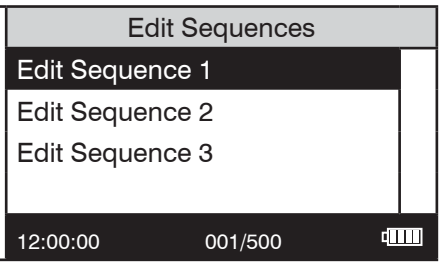 Edit Sequences
Edit Sequence 1
Edit Sequence 2
Edit Sequence 3
12:00:00 001/500